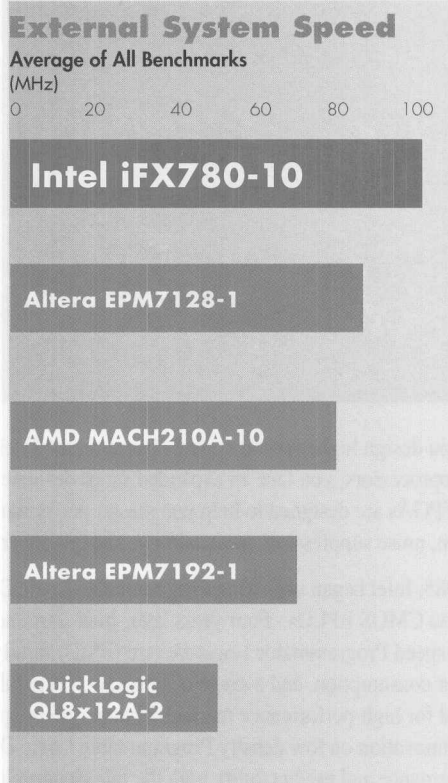 External System Speed
Average of All Benchmarks
(MHz)
0 20 40 60 80 100
Intel iFX780-10
Altera EPM7128-1
AMD MACH210A-10
Altera EPM7192-1
QuickLogic
QL8x12A-2